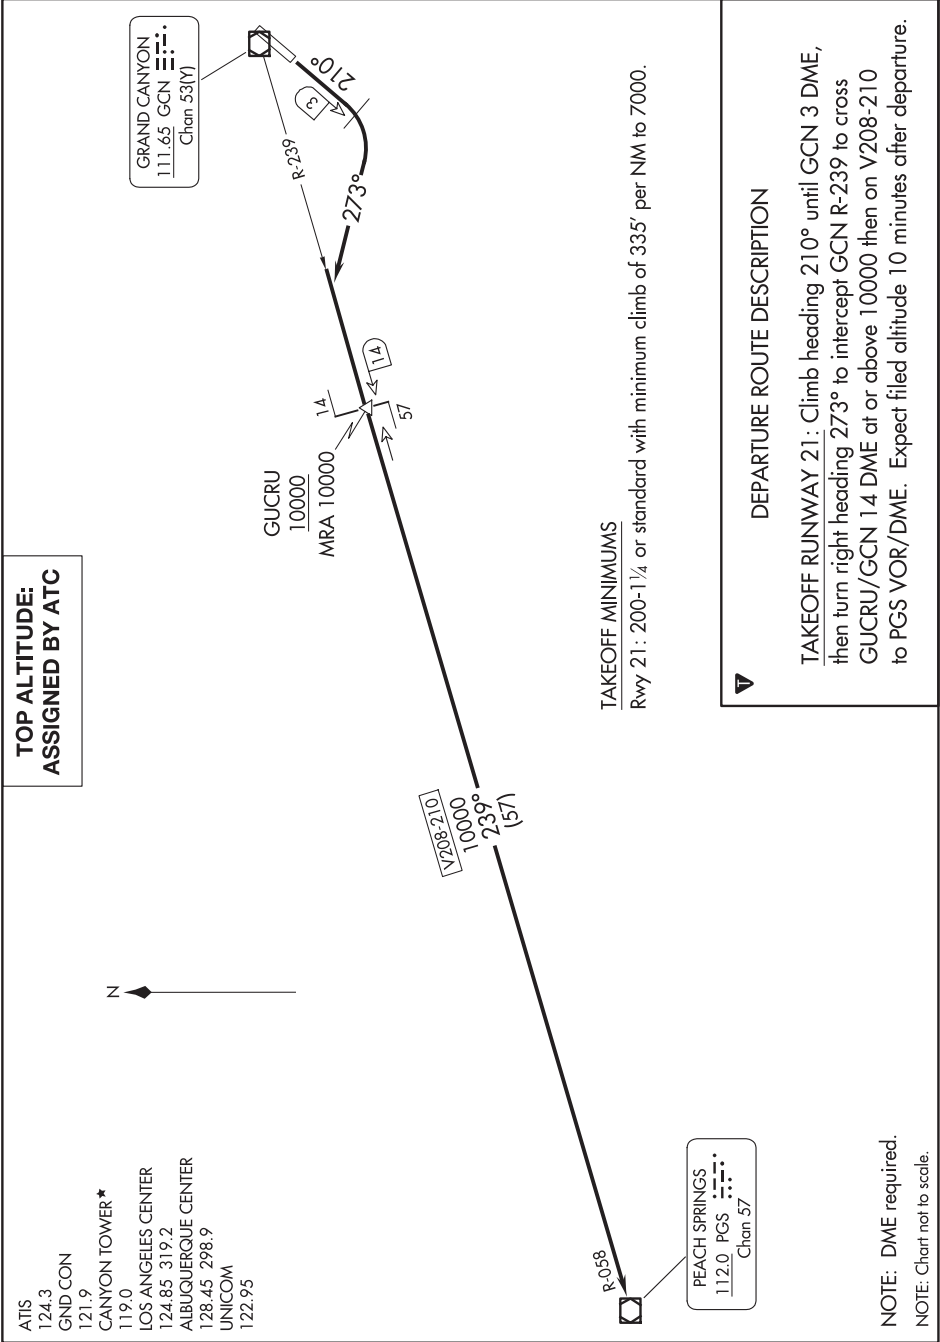 ATIS
124.3
GND CON
121.9
CANYON TOWER★
119.0
LOS ANGELES CENTER
124.85 319.2
ALBUQUERQUE CENTER
128.45 298.9
UNICOM
122.95
TOP ALTITUDE:
ASSIGNED BY ATC
N
GRAND CANYON
111.65 GCN
Chan 53(Y)
R-239
210°
3
273°
GUCRU
10000
MRA 10000
14
14
57
V208-210
10000
239°
(57)
R-058
PEACH SPRINGS
112.0 PGS
Chan 57
TAKEOFF MINIMUMS
Rwy 21: 200-1¼ or standard with minimum climb of 335' per NM to 7000.
T
DEPARTURE ROUTE DESCRIPTION
TAKEOFF RUNWAY 21: Climb heading 210° until GCN 3 DME,
then turn right heading 273° to intercept GCN R-239 to cross
GUCRU/GCN 14 DME at or above 10000 then on V208-210
to PGS VOR/DME. Expect filed altitude 10 minutes after departure.
NOTE: DME required.
NOTE: Chart not to scale.